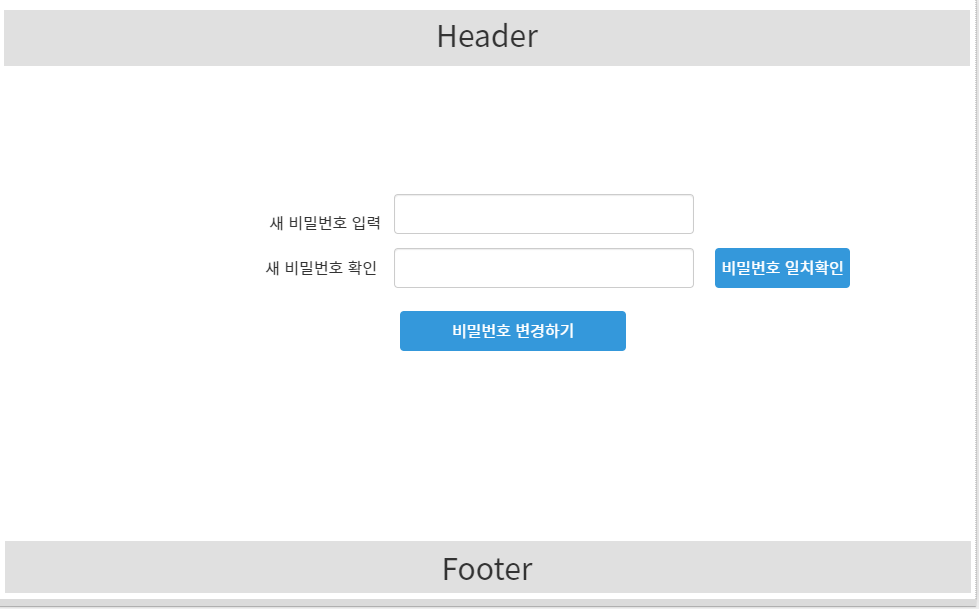 Header
새 비밀번호 입력
새 비밀번호 확인
비밀번호 일치확인
비밀번호 변경하기
Footer